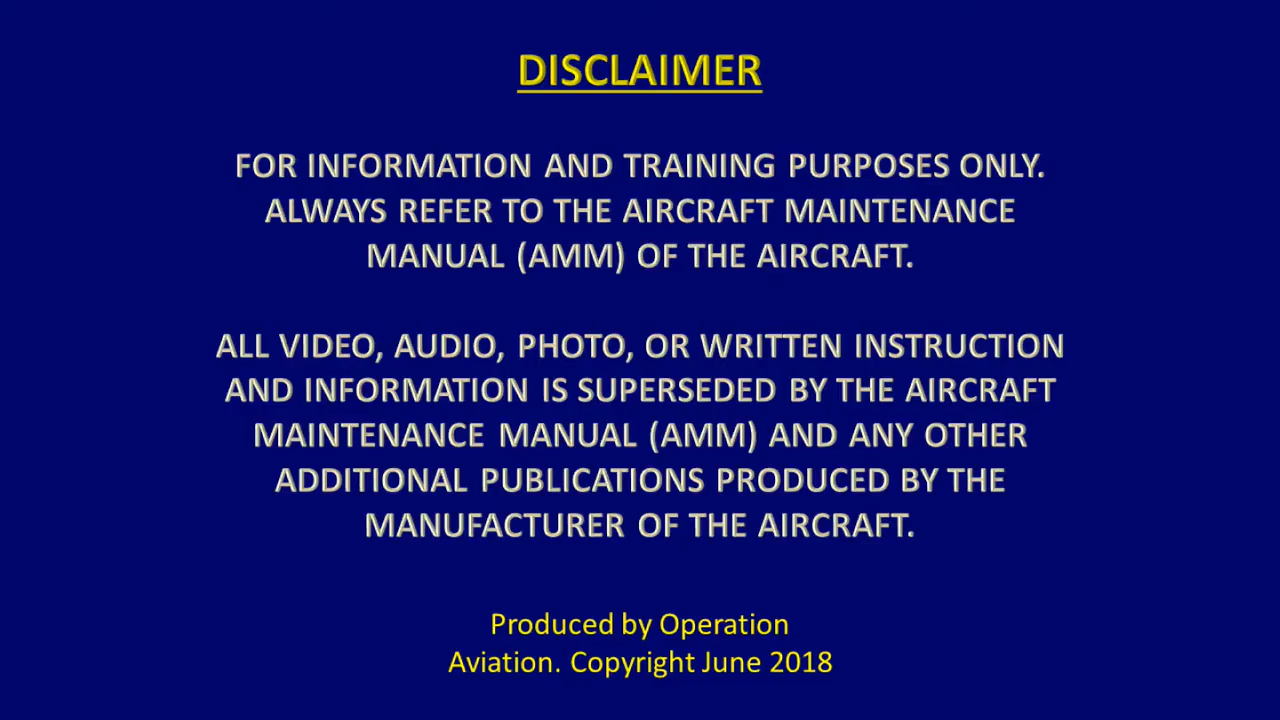 DISCLAIMER
FOR INFORMATION AND TRAINING PURPOSES ONLY.
ALWAYS REFER TO THE AIRCRAFT MAINTENANCE
MANUAL (AMM) OF THE AIRCRAFT.
ALL VIDEO, AUDIO, PHOTO, OR WRITTEN INSTRUCTION
AND INFORMATION IS SUPERSEDED BY THE AIRCRAFT
MAINTENANCE MANUAL (AMM) AND ANY OTHER
ADDITIONAL PUBLICATIONS PRODUCED BY THE
MANUFACTURER OF THE AIRCRAFT.
Produced by Operation
Aviation. Copyright June 2018